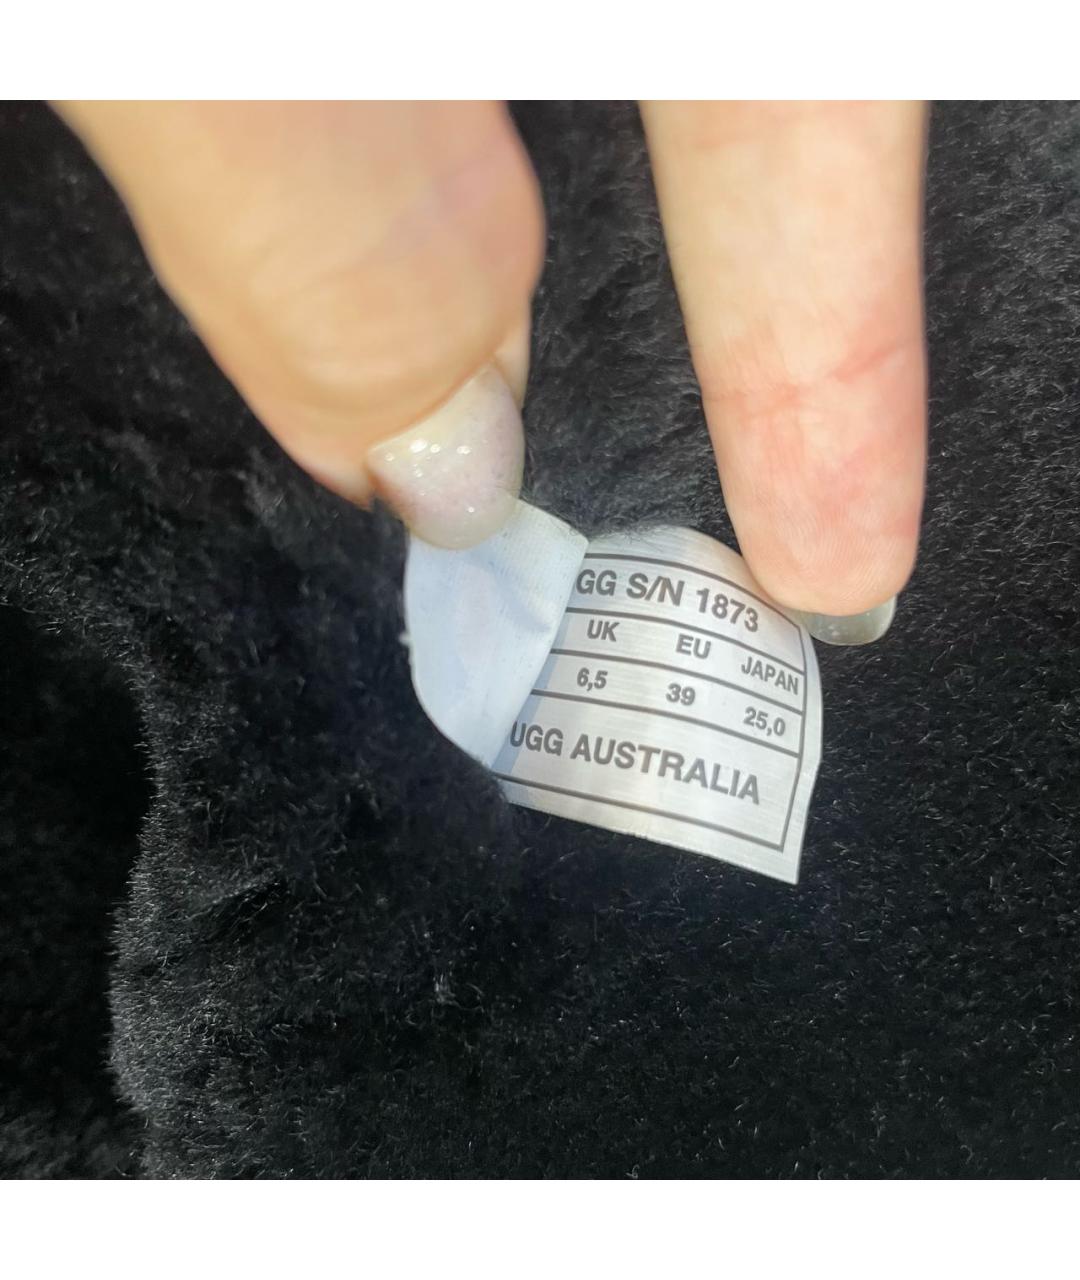 GG S/N 1873
UK EU JAPAN
6,5 39 25,0
UGG AUSTRALIA